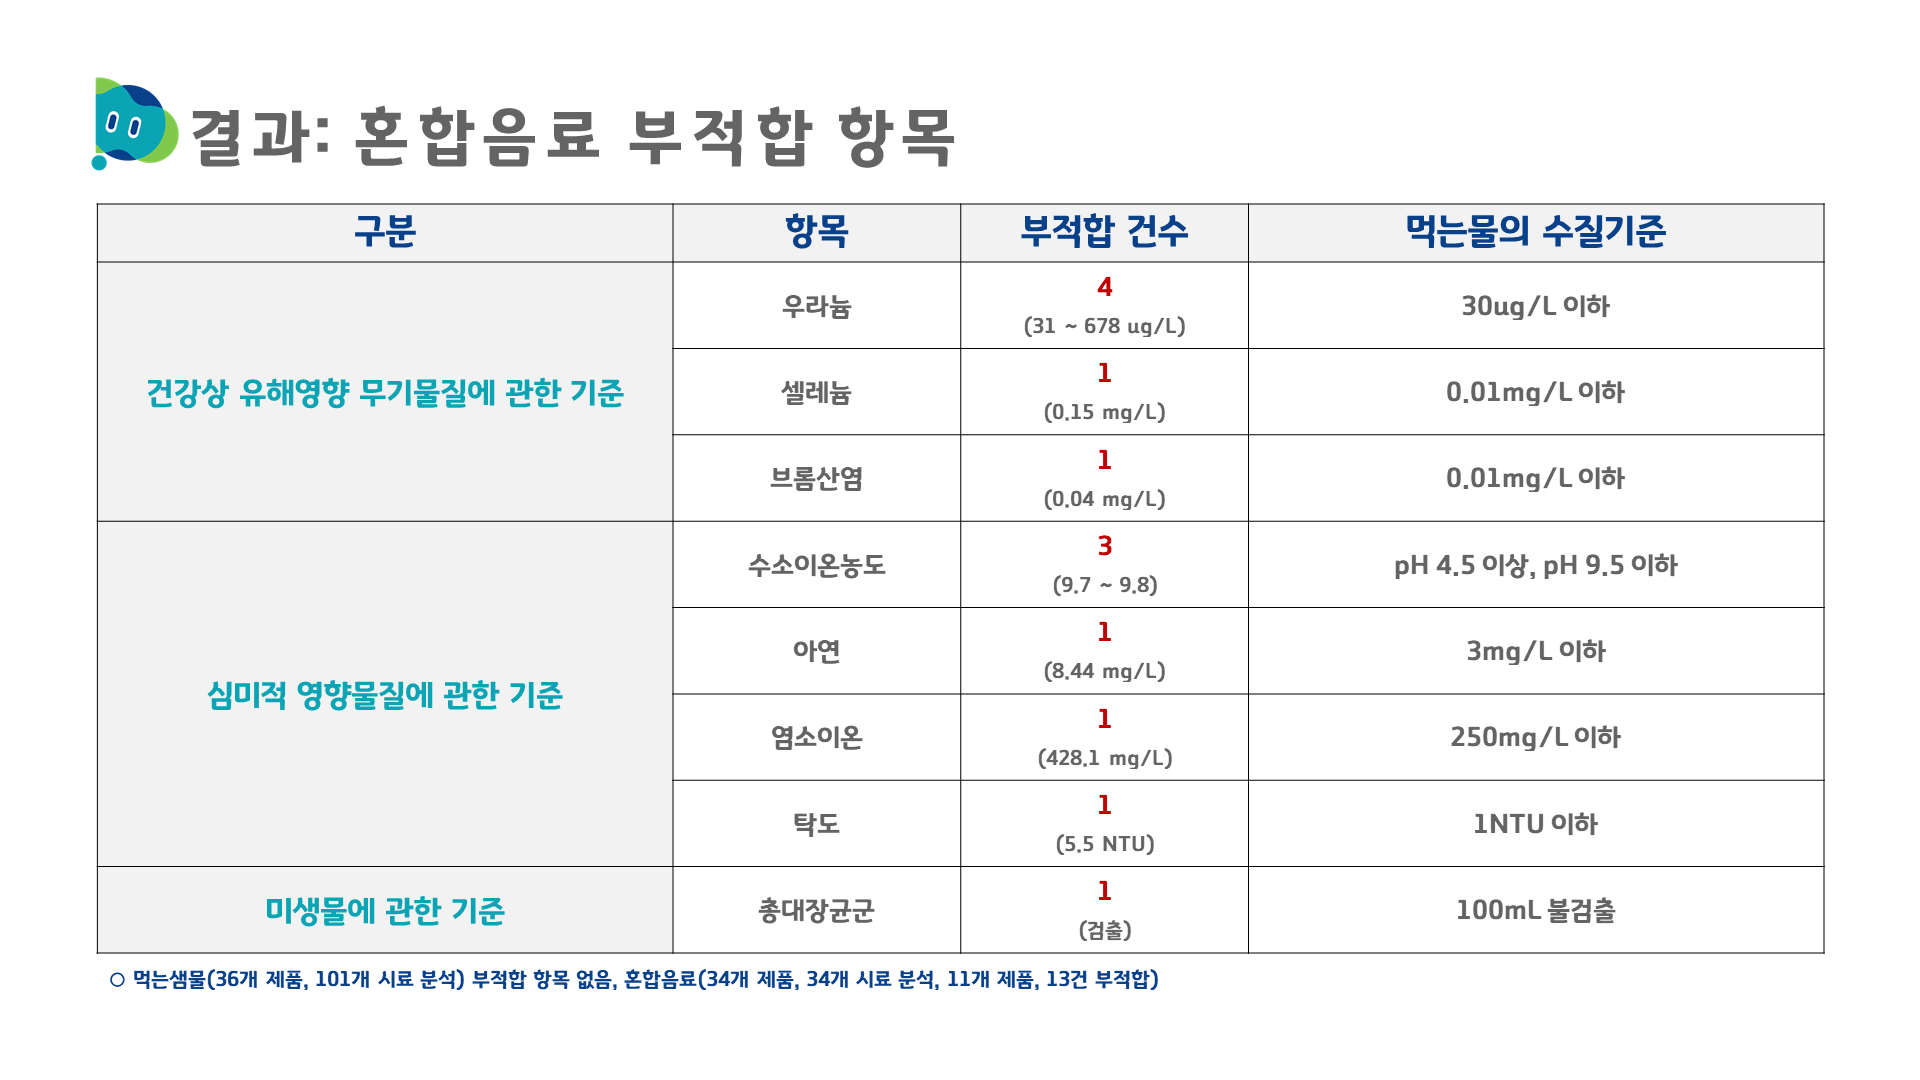 결과: 혼합음료 부적합 항목
구분 항목 부적합 건수 먹는물의 수질기준
건강상 유해영향 무기물질에 관한 기준
우라늄
4
(31 ~ 678 ug/L)
30ug/L 이하
셀레늄
1
(0.15 mg/L)
0.01mg/L 이하
브롬산염
1
(0.04 mg/L)
0.01mg/L 이하
심미적 영향물질에 관한 기준
수소이온농도
3
(9.7 ~ 9.8)
pH 4.5 이상, pH 9.5 이하
아연
1
(8.44 mg/L)
3mg/L 이하
염소이온
1
(428.1 mg/L)
250mg/L 이하
탁도
1
(5.5 NTU)
1NTU 이하
미생물에 관한 기준
총대장균군
1
(검출)
100mL 불검출
○ 먹는샘물(36개 제품, 101개 시료 분석) 부적합 항목 없음, 혼합음료(34개 제품, 34개 시료 분석, 11개 제품, 13건 부적합)